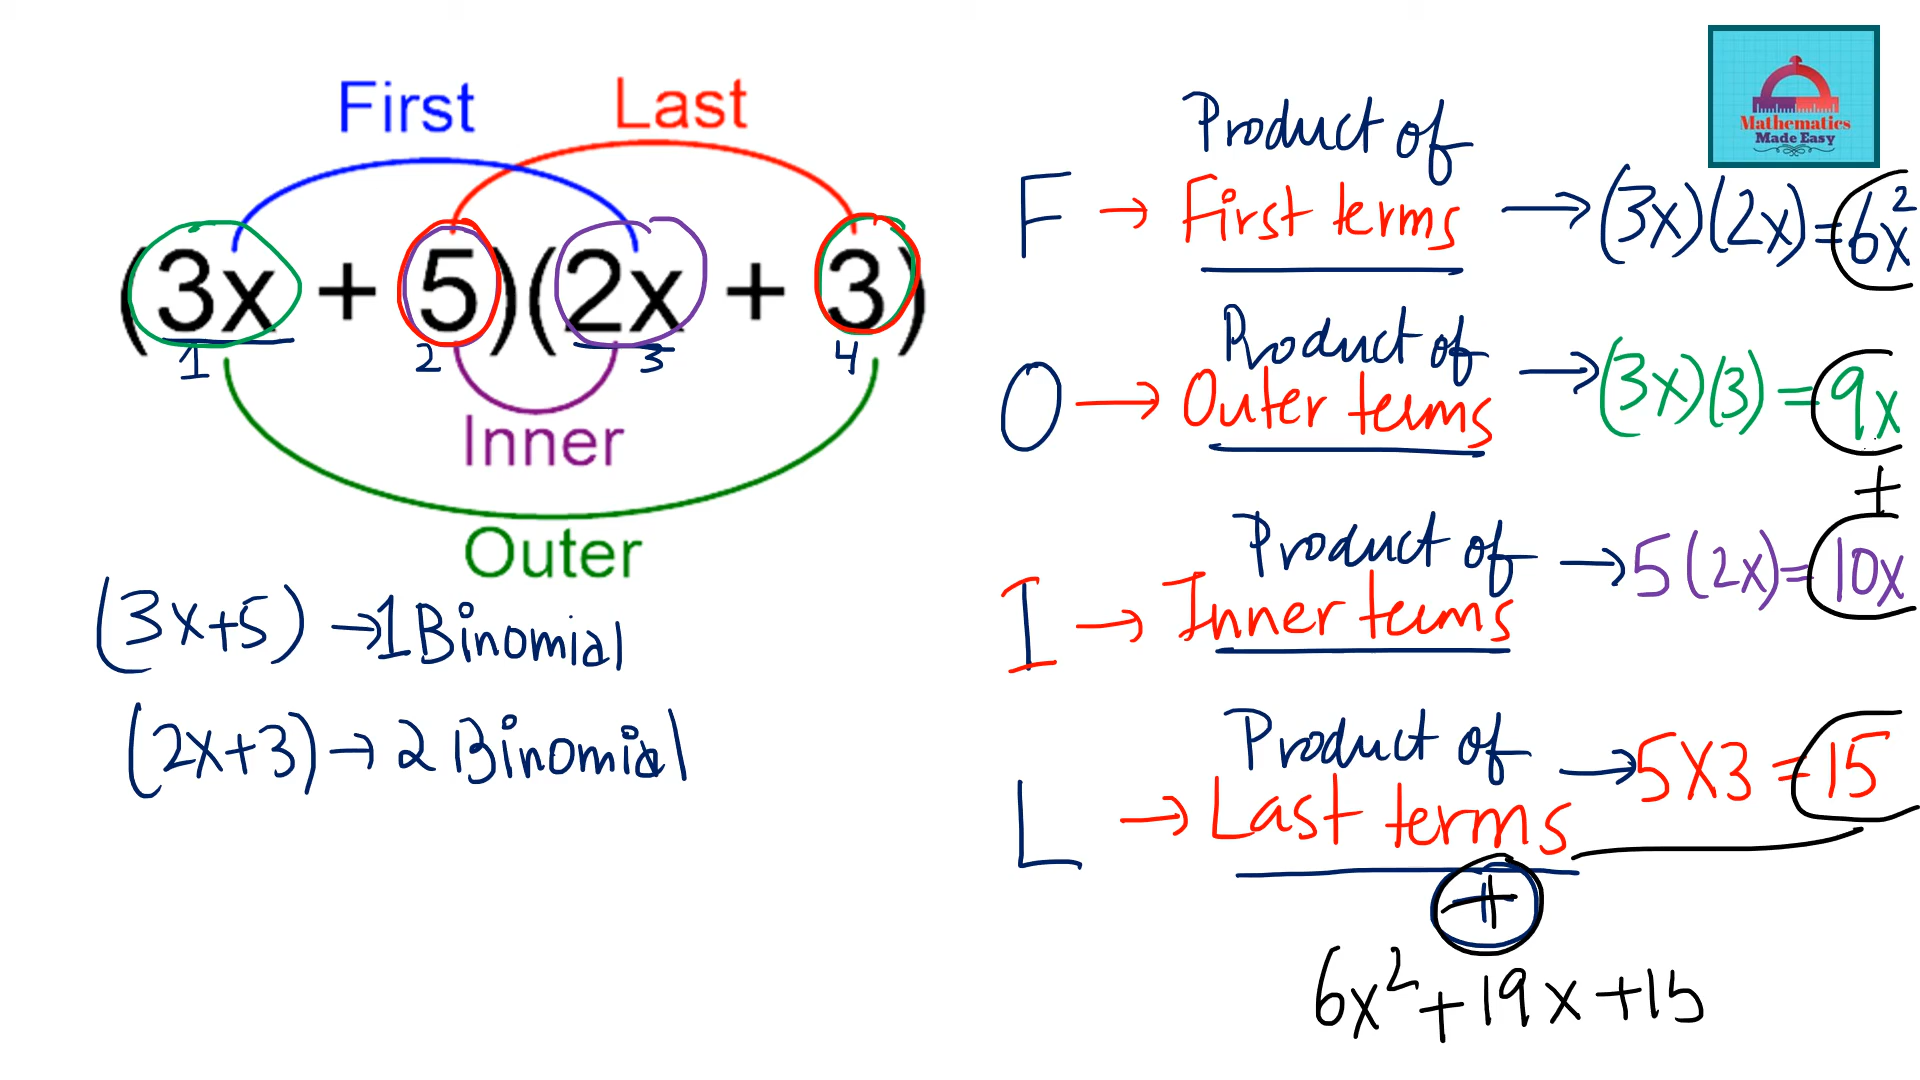 First Last
(3x + 5)(2x + 3)
1 2 3 4
Inner
Outer
(3x+5) →1 Binomial
(2x+3) → 2 Binomial
Mathematics
Made Easy
Product of
F → First terms → (3x)(2x) = 6x²
Product of
O → Outer terms → (3x)(3) = 9x
+
Product of
I → Inner terms → 5(2x) = 10x
Product of
L → Last terms → 5X3 = 15
+
6x²+19x+15